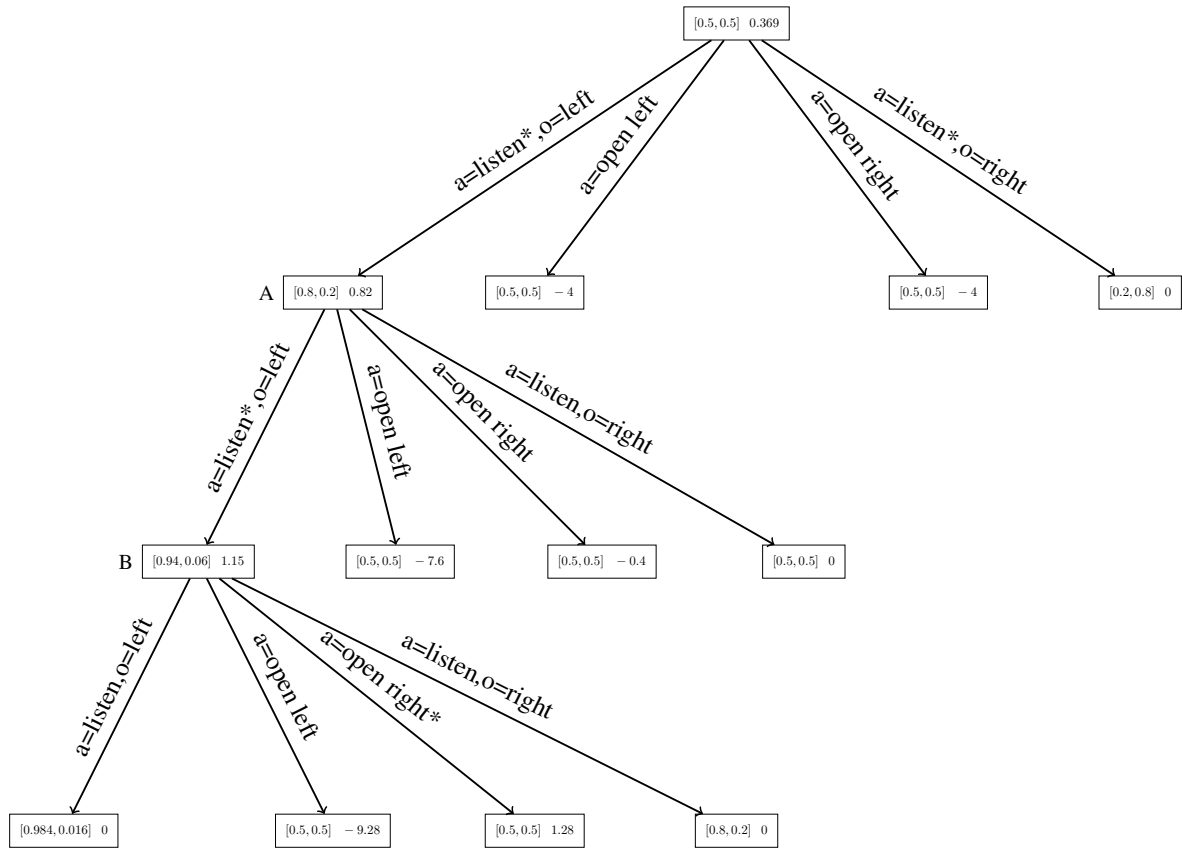 [0.5, 0.5] 0.369
a=listen*,o=left
a=open left
a=open right
a=listen*,o=right
A
[0.8, 0.2] 0.82
[0.5, 0.5] − 4
[0.5, 0.5] − 4
[0.2, 0.8] 0
a=listen*,o=left
a=open left
a=open right
a=listen,o=right
B
[0.94, 0.06] 1.15
[0.5, 0.5] − 7.6
[0.5, 0.5] − 0.4
[0.5, 0.5] 0
a=listen,o=left
a=open left
a=open right*
a=listen,o=right
[0.984, 0.016] 0
[0.5, 0.5] − 9.28
[0.5, 0.5] 1.28
[0.8, 0.2] 0